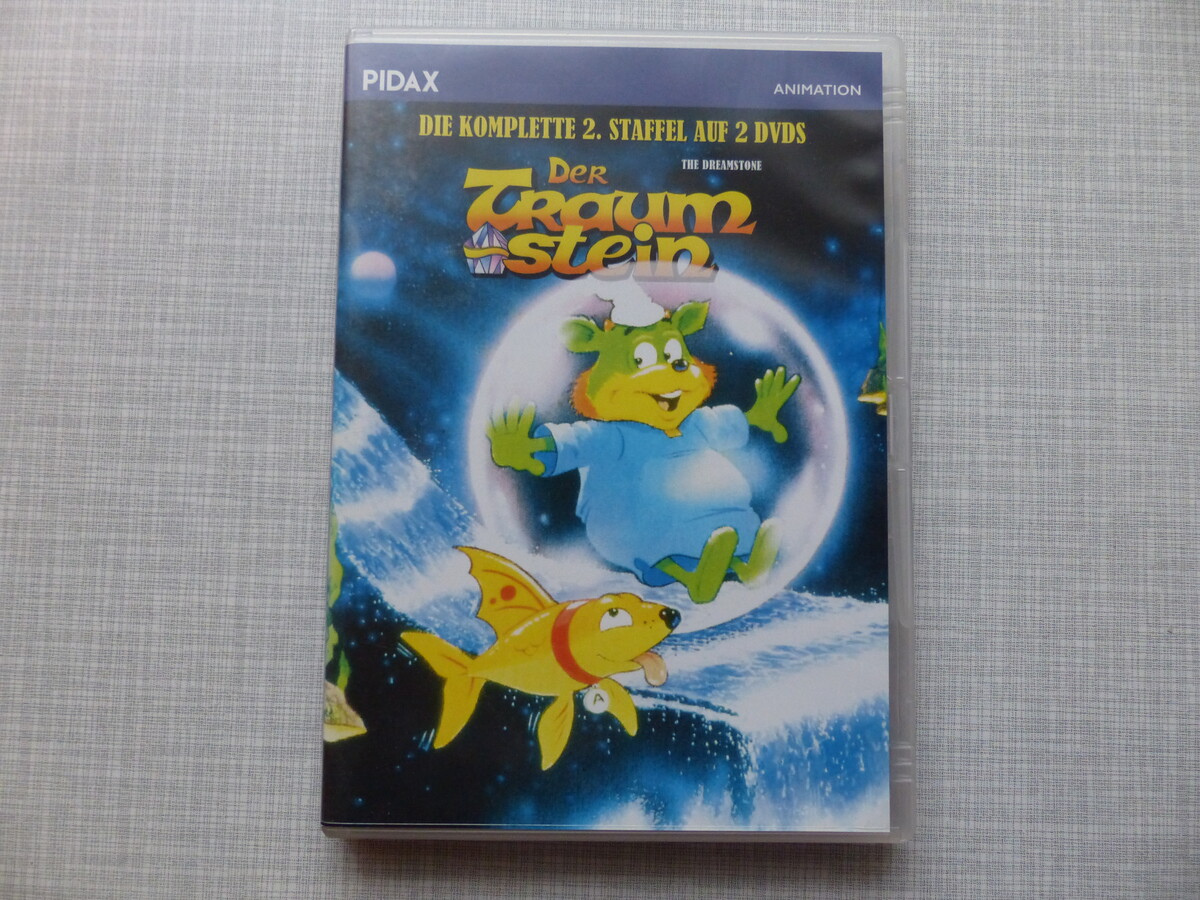 PIDAX
ANIMATION
DIE KOMPLETTE 2. STAFFEL AUF 2 DVDS
THE DREAMSTONE
Der
Traum
stein
A